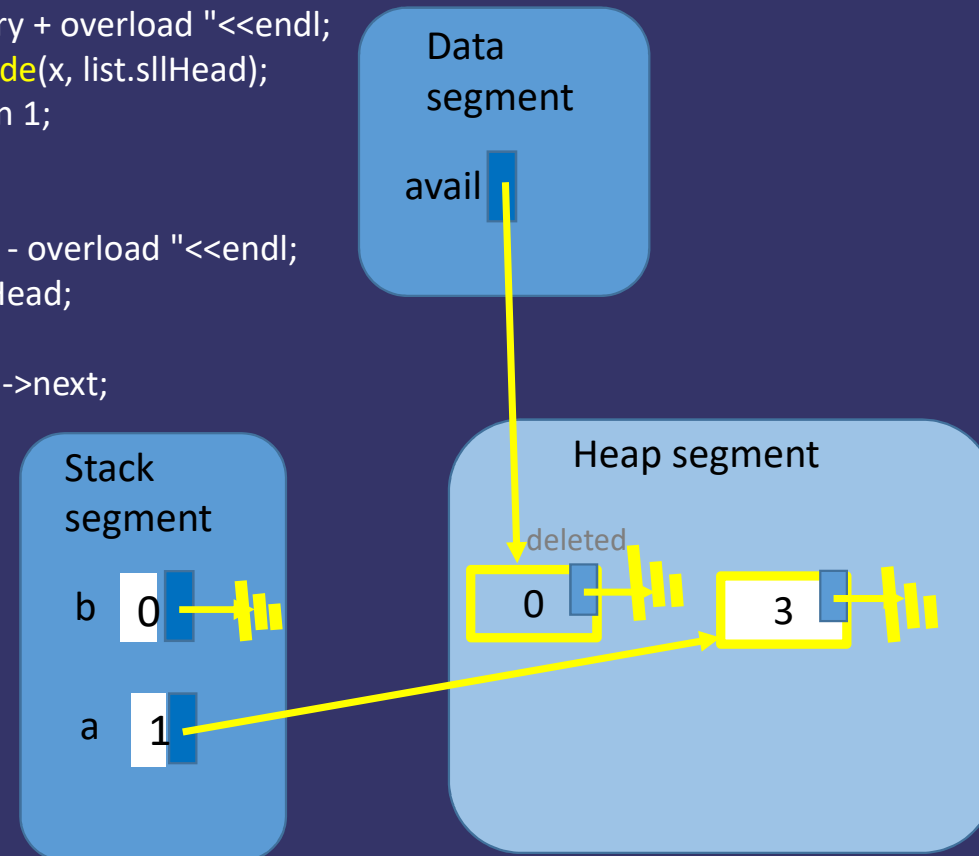 ry + overload "<<endl;
de(x, list.sllHead);
n 1;
- overload "<<endl;
Head;
->next;
Data
segment
avail
Stack
segment
b 0
a 1
Heap segment
deleted
0
3